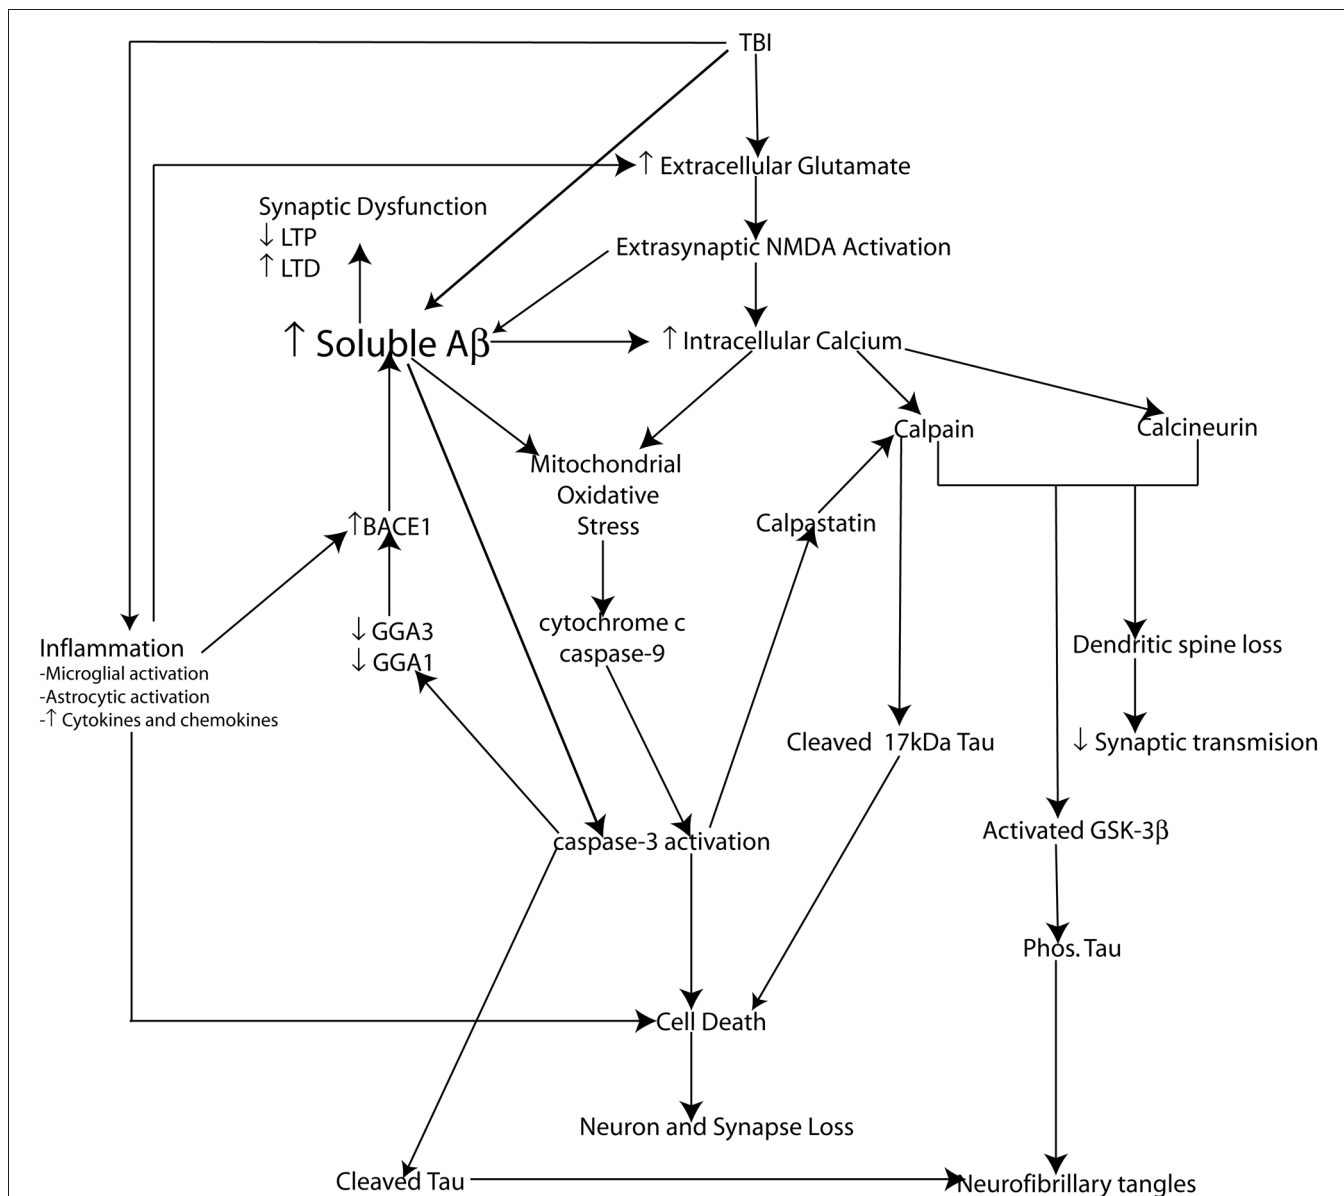 TBI
↑ Extracellular Glutamate
Synaptic Dysfunction
↓ LTP
↑ LTD
Extrasynaptic NMDA Activation
↑ Soluble Aβ
↑ Intracellular Calcium
Calpain
Calcineurin
Mitochondrial
Oxidative
Stress
Calpastatin
↑BACE1
cytochrome c
caspase-9
↓ GGA3
↓ GGA1
Inflammation
-Microglial activation
-Astrocytic activation
-↑ Cytokines and chemokines
Dendritic spine loss
Cleaved 17kDa Tau
↓ Synaptic transmision
Activated GSK-3β
caspase-3 activation
Phos. Tau
Cell Death
Neuron and Synapse Loss
Cleaved Tau
Neurofibrillary tangles